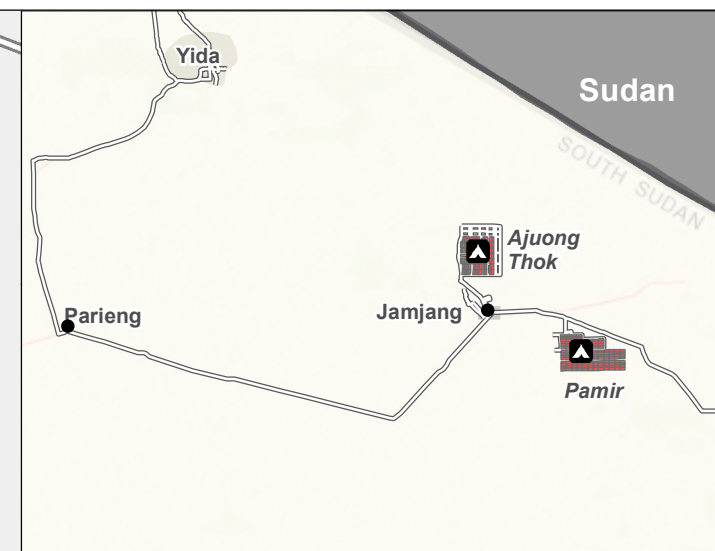 Yida
Sudan
SOUTH SUDAN
Ajuong
Thok
Jamjang
Parieng
Pamir